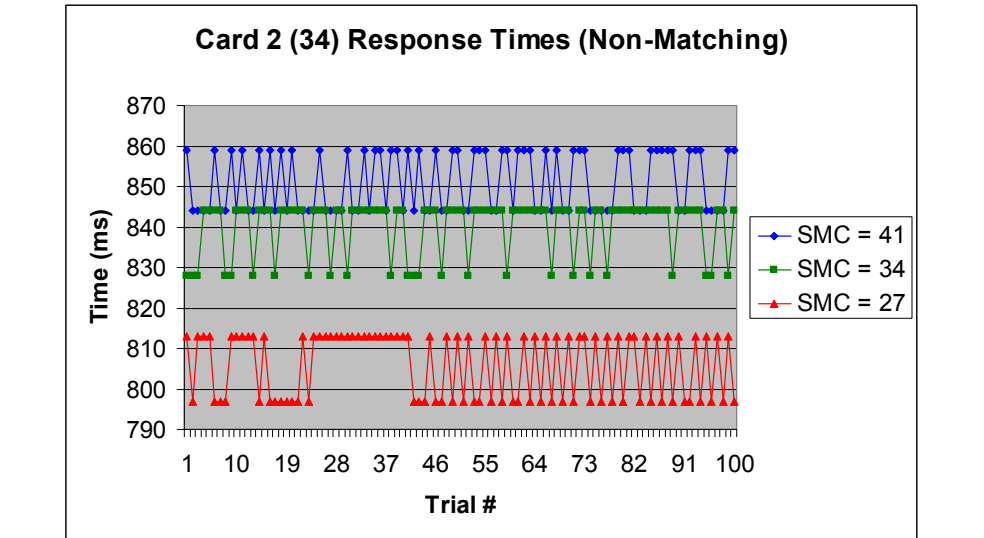 Card 2 (34) Response Times (Non-Matching)
870
860
850
840
830
820
810
800
790
Time (ms)
1 10 19 28 37 46 55 64 73 82 91 100
Trial #
SMC = 41
SMC = 34
SMC = 27